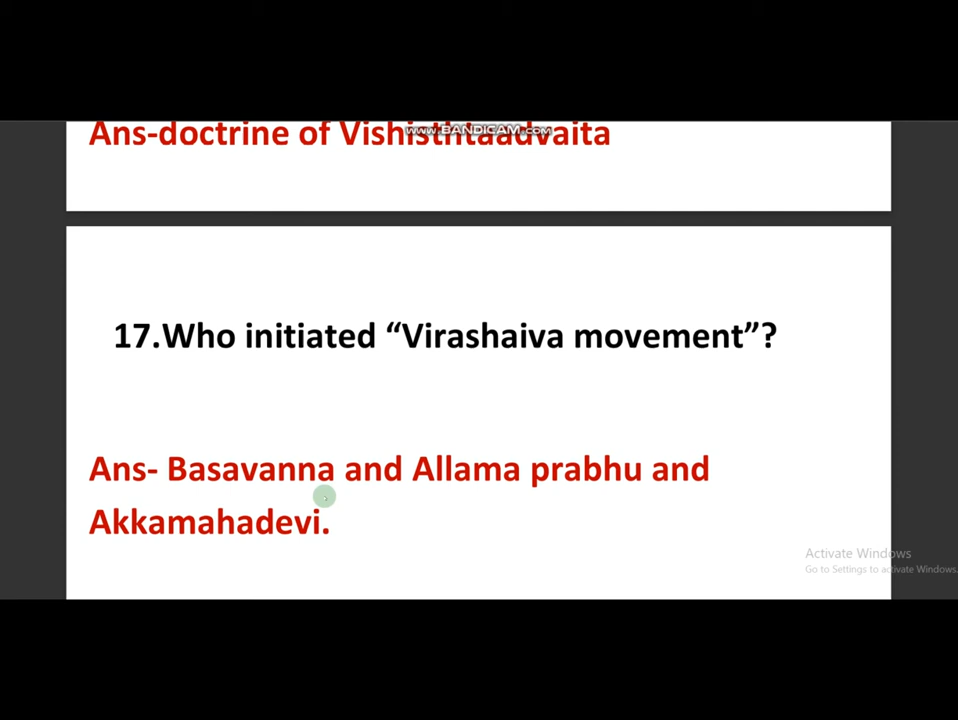 Ans-doctrine of Vishisthtaadvaita
www.BANDICAM.com
17.Who initiated “Virashaiva movement”?
Ans- Basavanna and Allama prabhu and
Akkamahadevi.
Activate Windows
Go to Settings to activate Windows.